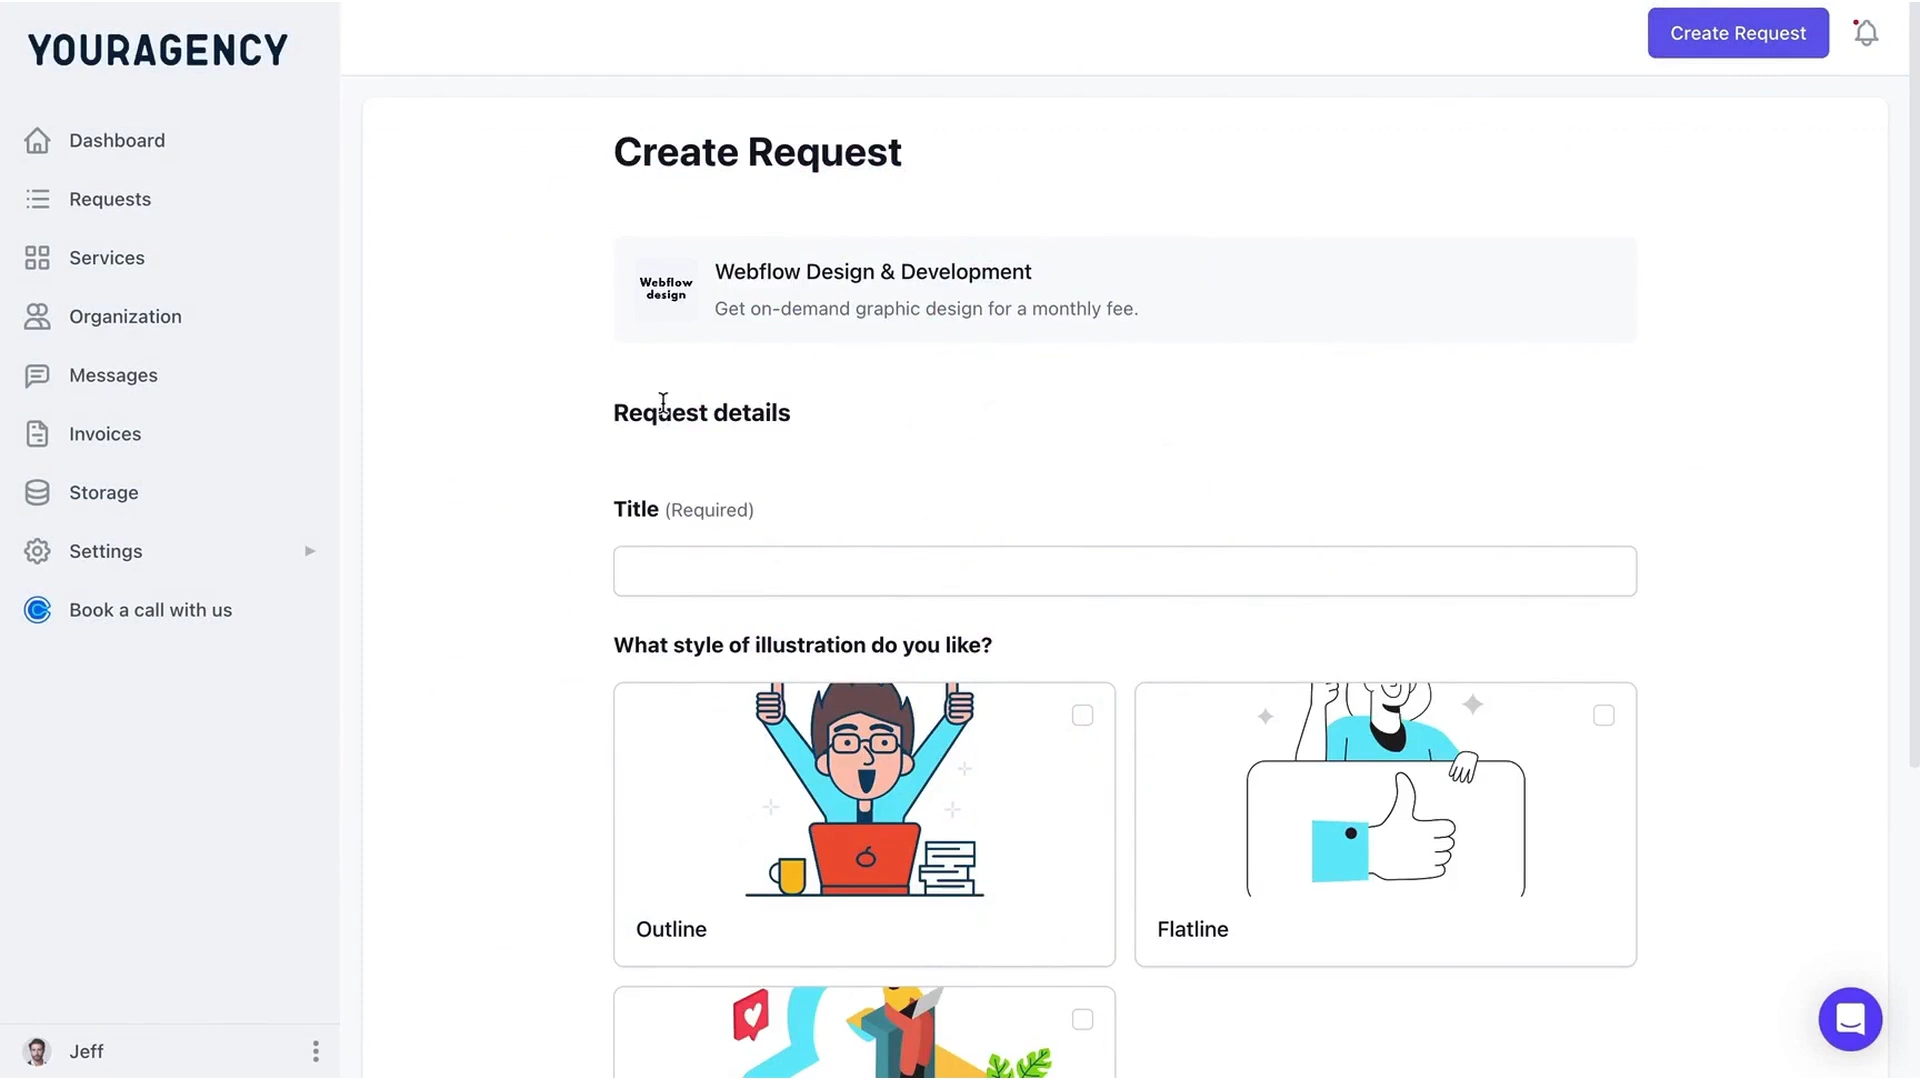 YOURAGENCY
Dashboard
Requests
Services
Organization
Messages
Invoices
Storage
Settings
Book a call with us
Jeff
Create Request
Create Request
Webflow
design
Webflow Design & Development
Get on-demand graphic design for a monthly fee.
Request details
Title (Required)
What style of illustration do you like?
Outline
Flatline